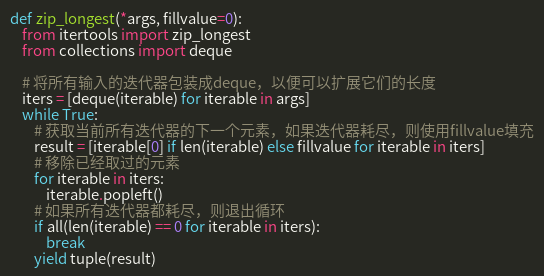 def zip_longest(*args, fillvalue=0):
    from itertools import zip_longest
    from collections import deque

    # 将所有输入的迭代器包装成deque，以便可以扩展它们的长度
    iters = [deque(iterable) for iterable in args]
    while True:
        # 获取当前所有迭代器的下一个元素，如果迭代器耗尽，则使用fillvalue填充
        result = [iterable[0] if len(iterable) else fillvalue for iterable in iters]
        # 移除已经取过的元素
        for iterable in iters:
            iterable.popleft()
        # 如果所有迭代器都耗尽，则退出循环
        if all(len(iterable) == 0 for iterable in iters):
            break
        yield tuple(result)